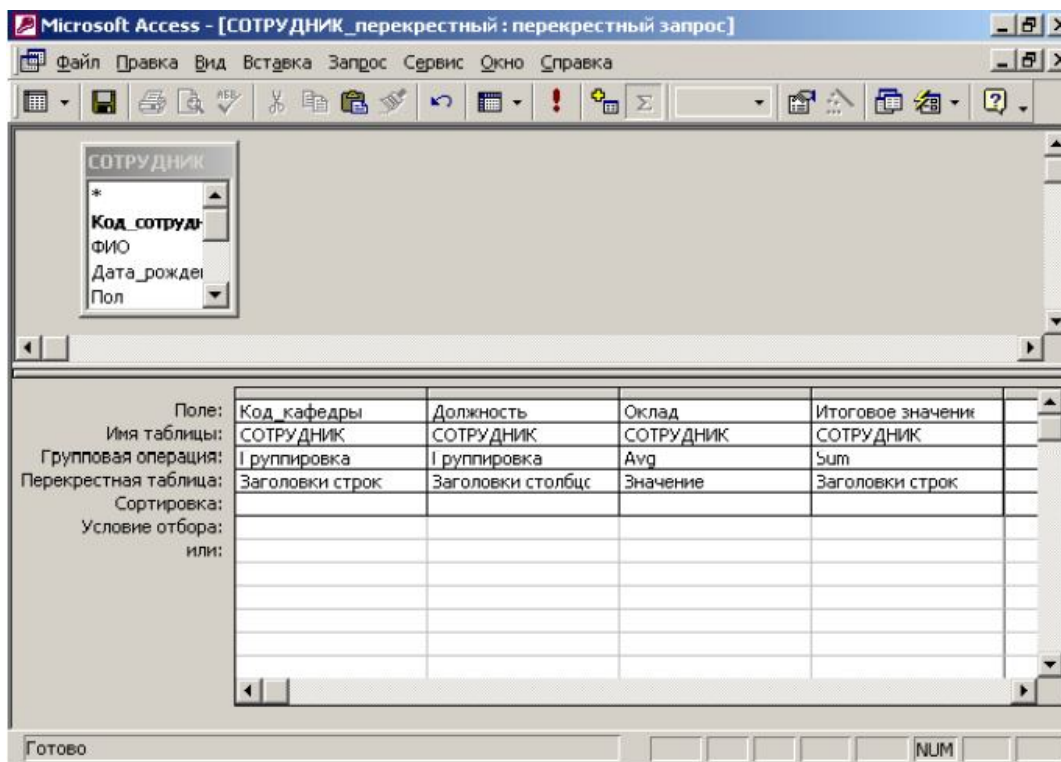 Microsoft Access - [СОТРУДНИК_перекрестный : перекрестный запрос]
Файл Правка Вид Вставка Запрос Сервис Окно Справка
СОТРУДНИК
*
Код_сотрудн
ФИО
Дата_рожде
Пол
Поле: Код_кафедры Должность Оклад Итоговое значение
Имя таблицы: СОТРУДНИК СОТРУДНИК СОТРУДНИК СОТРУДНИК
Групповая операция: Группировка Группировка Avg Sum
Перекрестная таблица: Заголовки строк Заголовки столбцо Значение Заголовки строк
Сортировка:
Условие отбора:
или:
Готово NUM